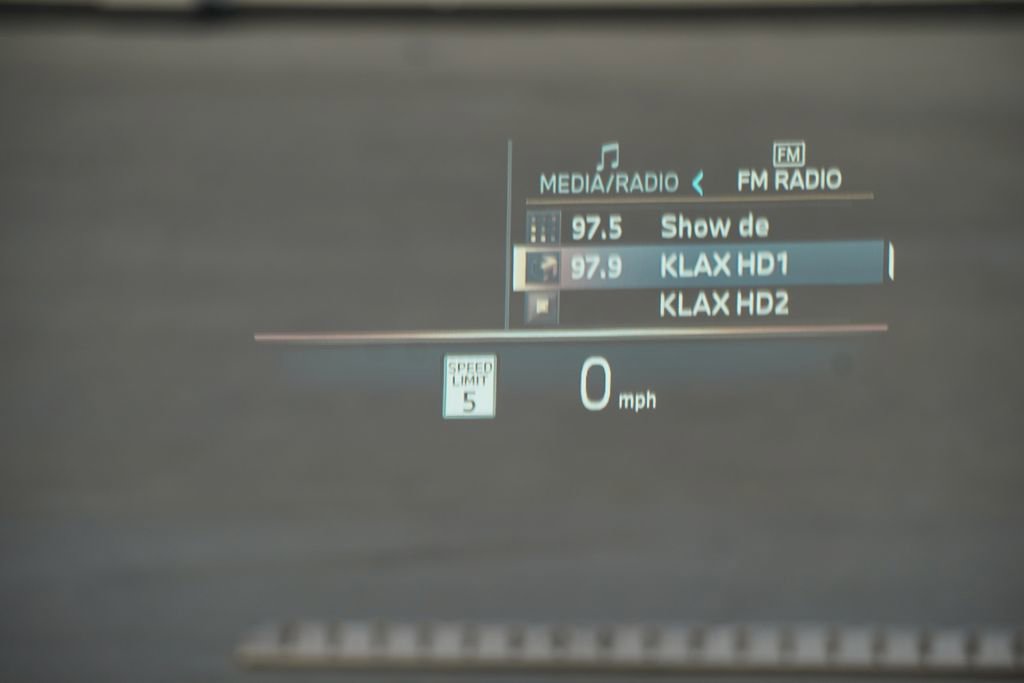 FM
MEDIA/RADIO < FM RADIO
97.5 Show de
97.9 KLAX HD1
KLAX HD2
SPEED
LIMIT
5
0 mph